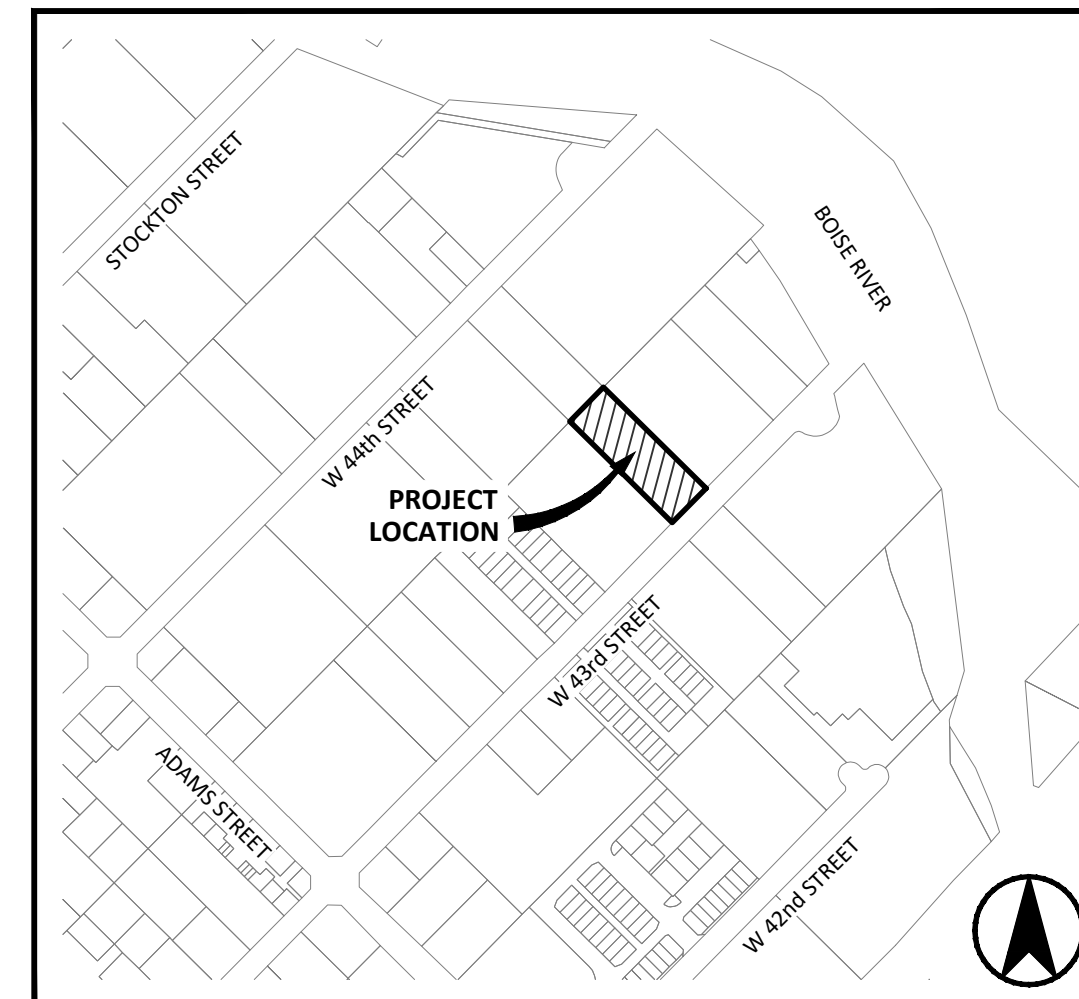 STOCKTON STREET
BOISE RIVER
W 44th STREET
PROJECT
LOCATION
W 43rd STREET
ADAMS STREET
W 42nd STREET